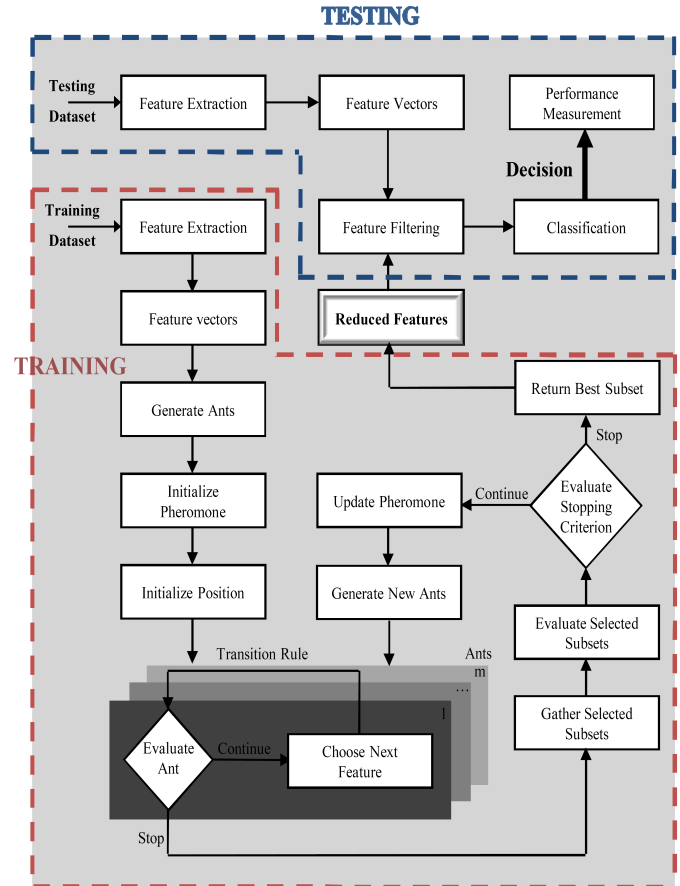 TESTING
Testing
Dataset
Feature Extraction
Feature Vectors
Performance
Measurement
Decision
Training
Dataset
Feature Extraction
Feature Filtering
Classification
Feature vectors
Reduced Features
TRAINING
Generate Ants
Return Best Subset
Stop
Initialize
Pheromone
Update Pheromone
Continue
Evaluate
Stopping
Criterion
Initialize Position
Generate New Ants
Evaluate Selected
Subsets
Transition Rule
Ants
m
...
1
Evaluate
Ant
Continue
Choose Next
Feature
Gather Selected
Subsets
Stop